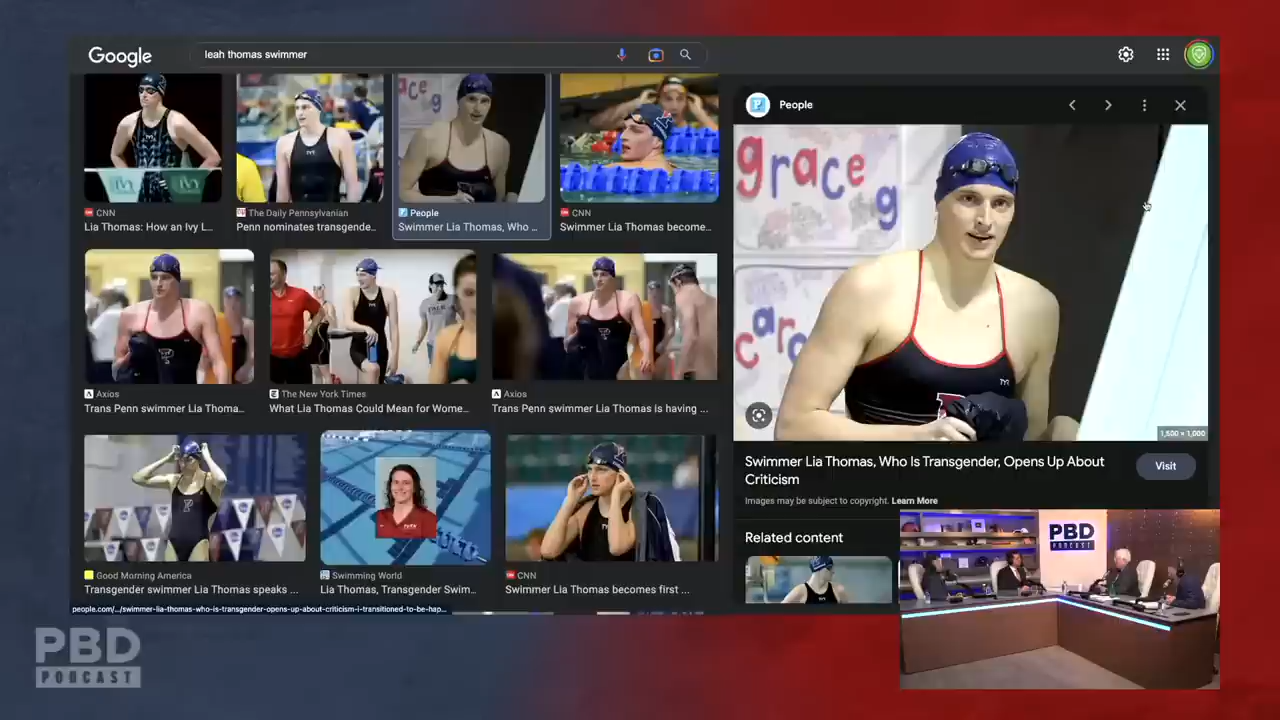 Google
leah thomas swimmer
CNN
Lia Thomas: How an Ivy L...
The Daily Pennsylvanian
Penn nominates transgende...
People
Swimmer Lia Thomas, Who ...
CNN
Swimmer Lia Thomas become...
Axios
Trans Penn swimmer Lia Thoma...
The New York Times
What Lia Thomas Could Mean for Wome...
Axios
Trans Penn swimmer Lia Thomas is having ...
Good Morning America
Transgender swimmer Lia Thomas speaks ...
Swimming World
Lia Thomas, Transgender Swim...
CNN
Swimmer Lia Thomas becomes first ...
people.com/.../swimmer-lia-thomas-who-is-transgender-opens-up-about-criticism-i-transitioned-to-be-hap...
People
grace
g
caro
TYR
P
1,500 × 1,000
Swimmer Lia Thomas, Who Is Transgender, Opens Up About
Criticism
Visit
Images may be subject to copyright. Learn More
Related content
PBD
PODCAST
PBD
PODCAST